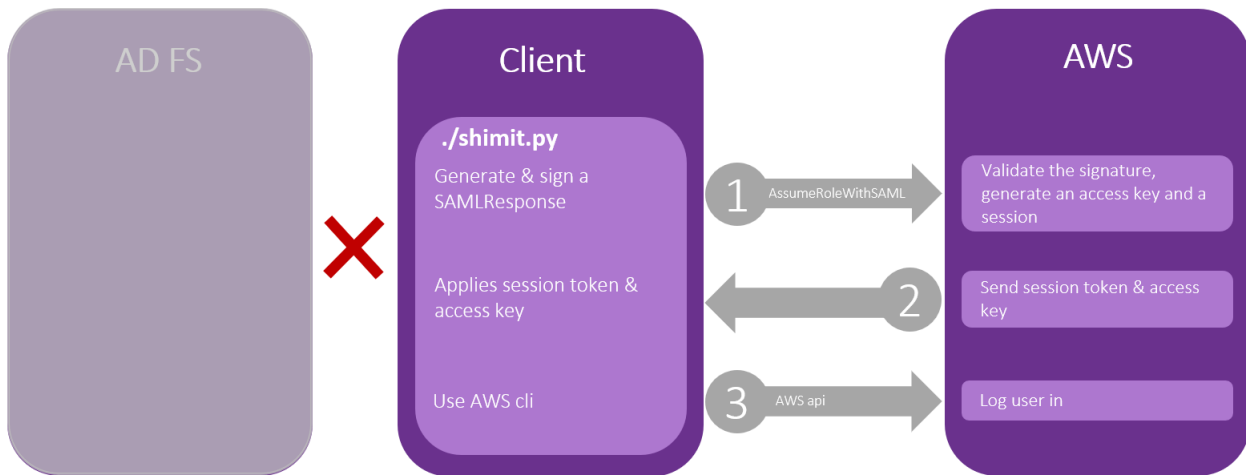 AD FS
Client
./shimit.py
Generate & sign a
SAMLResponse
Applies session token &
access key
Use AWS cli
1
AssumeRoleWithSAML
2
3
AWS api
AWS
Validate the signature,
generate an access key and a
session
Send session token & access
key
Log user in